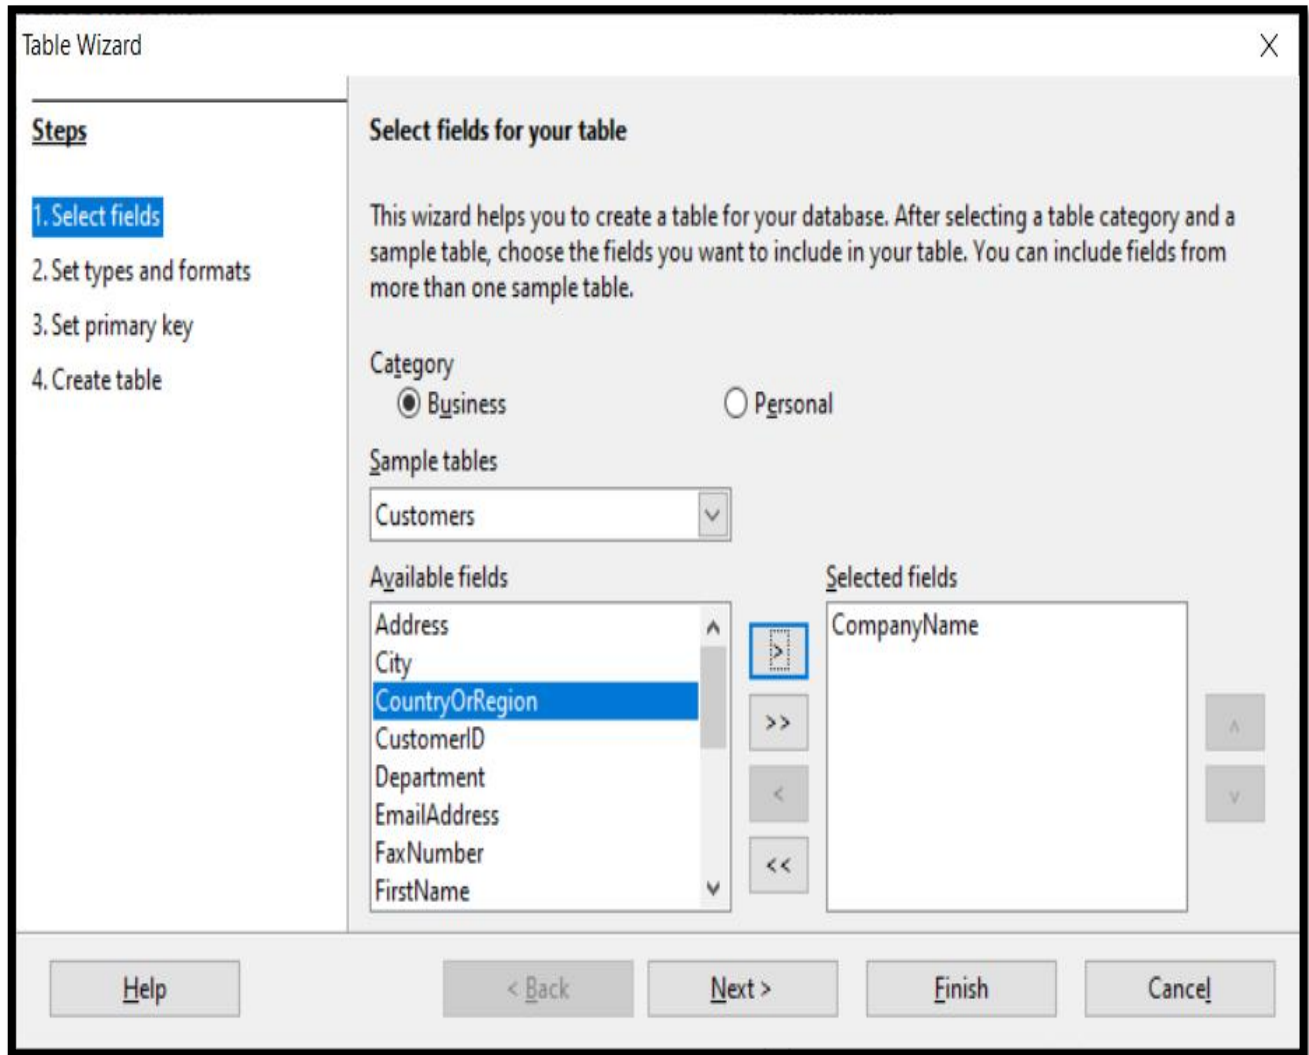 Table Wizard
X
Steps
1. Select fields
2. Set types and formats
3. Set primary key
4. Create table
Select fields for your table
This wizard helps you to create a table for your database. After selecting a table category and a
sample table, choose the fields you want to include in your table. You can include fields from
more than one sample table.
Category
Business
Personal
Sample tables
Customers
Available fields
Address
City
CountryOrRegion
CustomerID
Department
EmailAddress
FaxNumber
FirstName
>
>>
<
<<
Selected fields
CompanyName
Help
< Back
Next >
Finish
Cancel